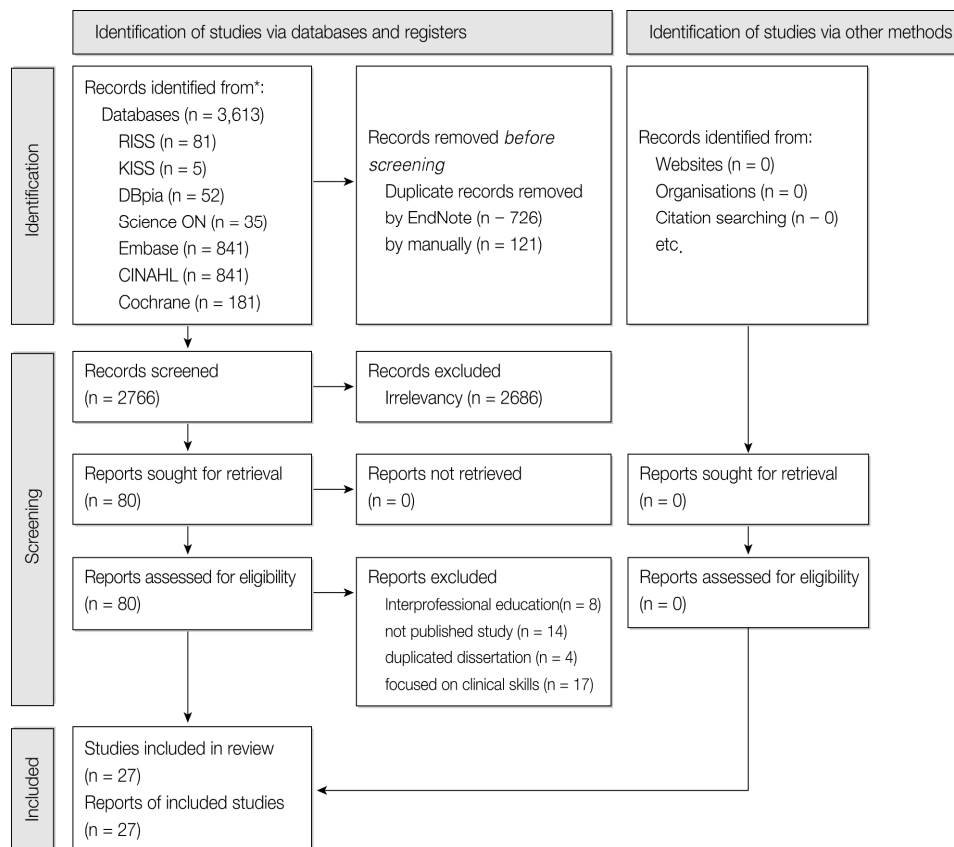 Identification of studies via databases and registers
Identification of studies via other methods
Identification
Records identified from*:
Databases (n = 3,613)
RISS (n = 81)
KISS (n = 5)
DBpia (n = 52)
Science ON (n = 35)
Embase (n = 841)
CINAHL (n = 841)
Cochrane (n = 181)
Records removed before
screening
Duplicate records removed
by EndNote (n − 726)
by manually (n = 121)
Records identified from:
Websites (n = 0)
Organisations (n = 0)
Citation searching (n − 0)
etc.
Screening
Records screened
(n = 2766)
Records excluded
Irrelevancy (n = 2686)
Reports sought for retrieval
(n = 80)
Reports not retrieved
(n = 0)
Reports sought for retrieval
(n = 0)
Reports assessed for eligibility
(n = 80)
Reports excluded
Interprofessional education(n = 8)
not published study (n = 14)
duplicated dissertation (n = 4)
focused on clinical skills (n = 17)
Reports assessed for eligibility
(n = 0)
Included
Studies included in review
(n = 27)
Reports of included studies
(n = 27)